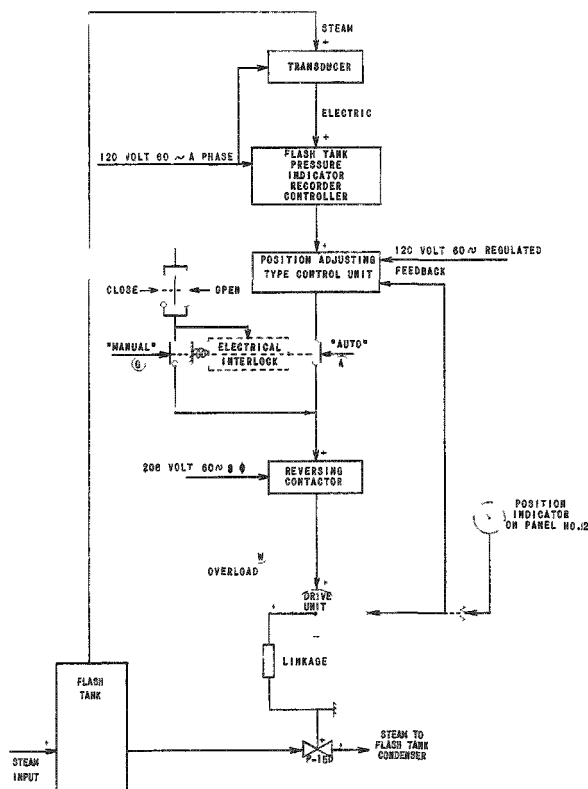 STEAM
TRANSDUCER
ELECTRIC
120 VOLT 60 ~ A PHASE
FLASH TANK
PRESSURE
INDICATOR
RECORDER
CONTROLLER
120 VOLT 60 ~ REGULATED
POSITION ADJUSTING
TYPE CONTROL UNIT
FEEDBACK
CLOSE
OPEN
"MANUAL"
G
ELECTRICAL
INTERLOCK
"AUTO"
A
208 VOLT 60 ~ 3 ϕ
REVERSING
CONTACTOR
POSITION
INDICATOR
ON PANEL NO.12
W
OVERLOAD
DRIVE
UNIT
LINKAGE
FLASH
TANK
STEAM
INPUT
P-15D
STEAM TO
FLASH TANK
CONDENSER